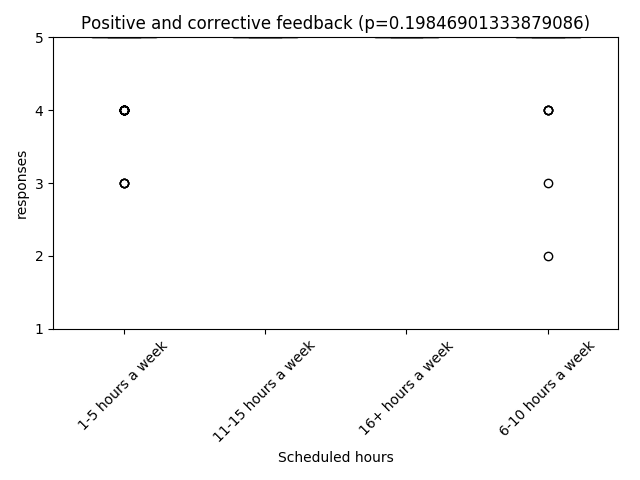 Positive and corrective feedback (p=0.19846901333879086)
5
4
3
2
1
responses
1-5 hours a week
11-15 hours a week
16+ hours a week
6-10 hours a week
Scheduled hours